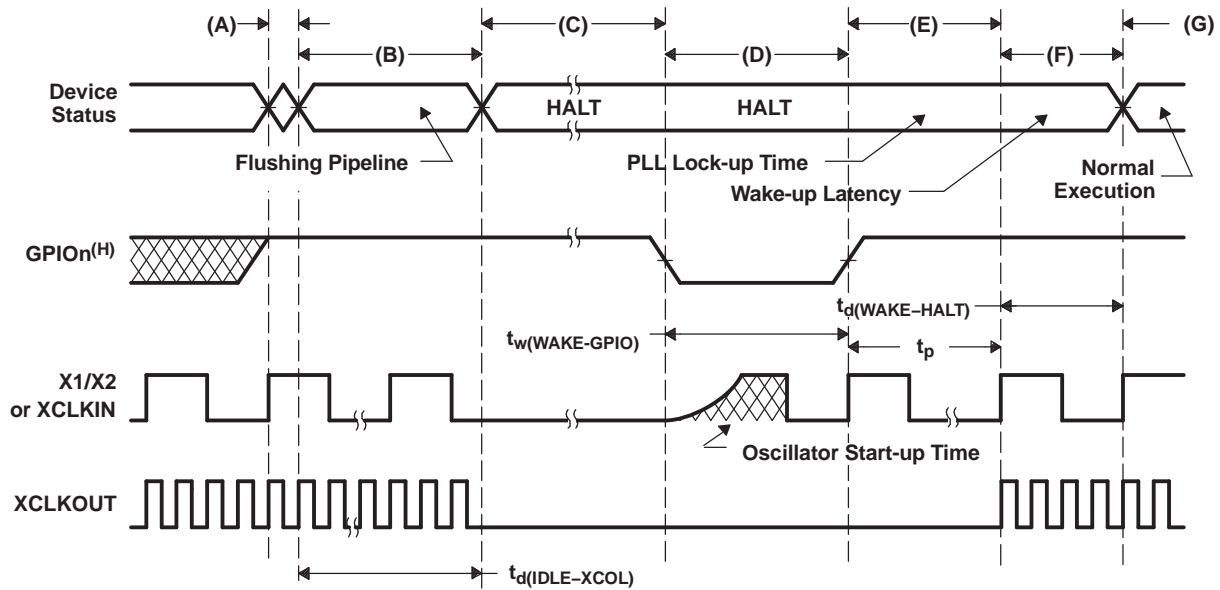 (A)
(B)
(C)
(D)
(E)
(F)
(G)
Device
Status
HALT
HALT
Flushing Pipeline
PLL Lock-up Time
Wake-up Latency
Normal
Execution
GPIOn(H)
td(WAKE–HALT)
tw(WAKE-GPIO)
tp
X1/X2
or XCLKIN
Oscillator Start-up Time
XCLKOUT
td(IDLE–XCOL)